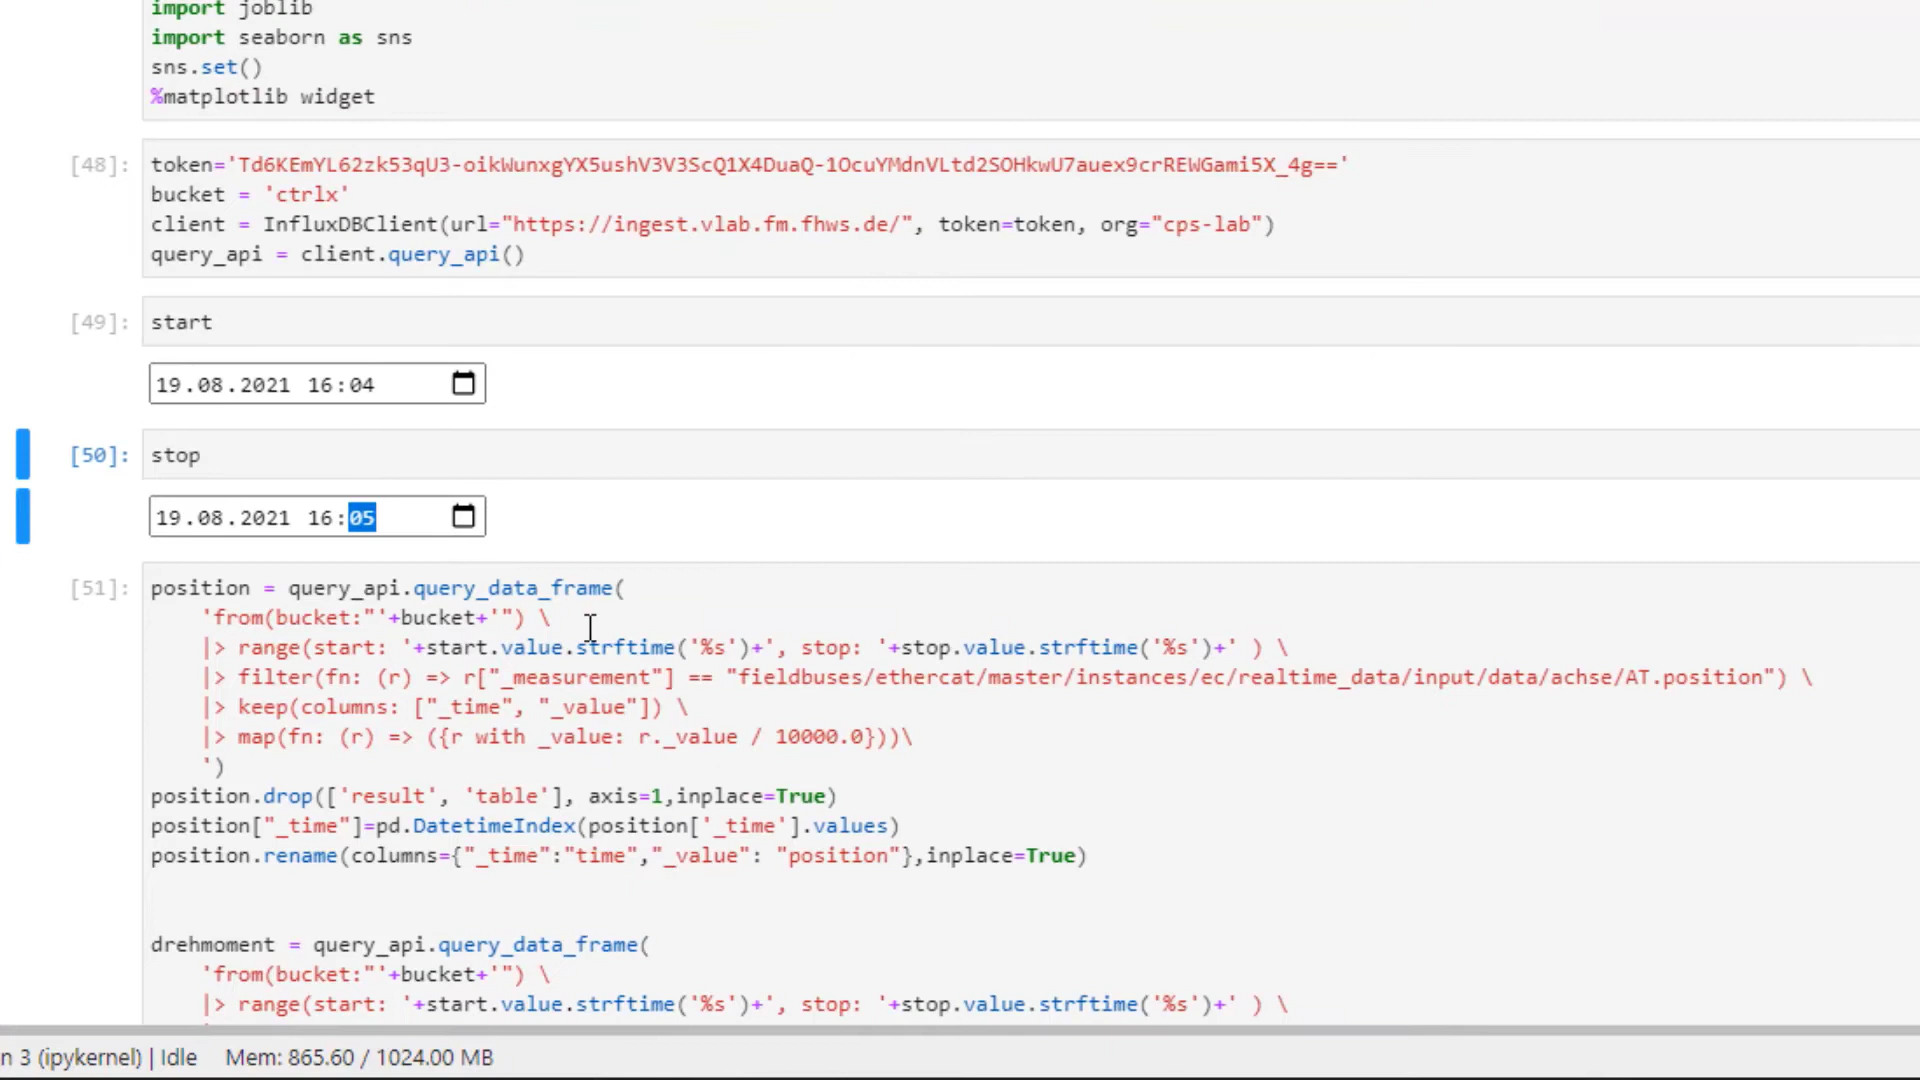 import joblib
import seaborn as sns
sns.set()
%matplotlib widget
[48]: token='Td6KEmYL62zk53qU3-oikWunxgYX5ushV3V3ScQ1X4DuaQ-1OcuYMdnVLtd2SOHkwU7auex9crREWGami5X_4g=='
bucket = 'ctrlx'
client = InfluxDBClient(url="https://ingest.vlab.fm.fhws.de/", token=token, org="cps-lab")
query_api = client.query_api()
[49]: start
19.08.2021 16:04
[50]: stop
19.08.2021 16:05
[51]: position = query_api.query_data_frame(
'from(bucket:"'+bucket+'") \
|> range(start: '+start.value.strftime('%s')+', stop: '+stop.value.strftime('%s')+' ) \
|> filter(fn: (r) => r["_measurement"] == "fieldbuses/ethercat/master/instances/ec/realtime_data/input/data/achse/AT.position") \
|> keep(columns: ["_time", "_value"]) \
|> map(fn: (r) => ({r with _value: r._value / 10000.0}))\
')
position.drop(['result', 'table'], axis=1,inplace=True)
position["_time"]=pd.DatetimeIndex(position['_time'].values)
position.rename(columns={"_time":"time","_value": "position"},inplace=True)
drehmoment = query_api.query_data_frame(
'from(bucket:"'+bucket+'") \
|> range(start: '+start.value.strftime('%s')+', stop: '+stop.value.strftime('%s')+' ) \
n 3 (ipykernel) | Idle Mem: 865.60 / 1024.00 MB